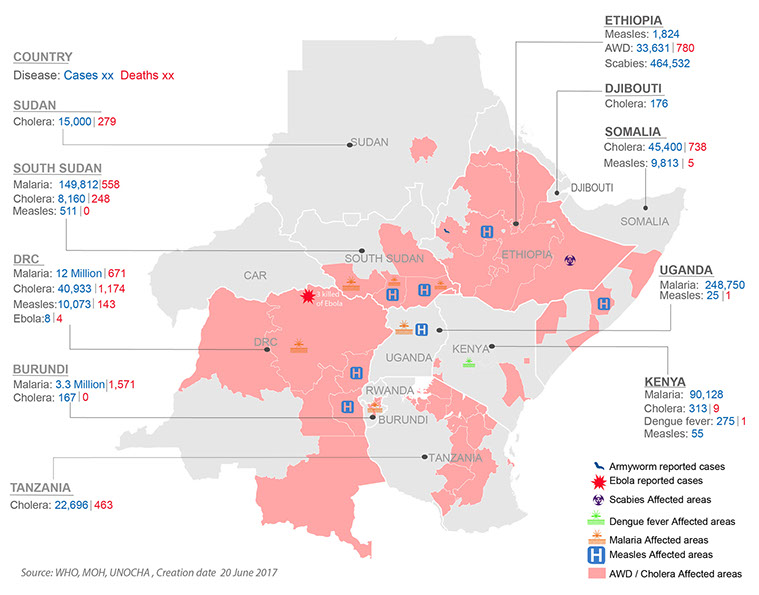 COUNTRY
Disease: Cases xx Deaths xx
SUDAN
Cholera: 15,000|279
SOUTH SUDAN
Malaria: 149,812|558
Cholera: 8,160|248
Measles: 511|0
DRC
Malaria: 12 Million|671
Cholera: 40,933|1,174
Measles:10,073|143
Ebola:8|4
BURUNDI
Malaria: 3.3 Million|1,571
Cholera: 167|0
TANZANIA
Cholera: 22,696|463
ETHIOPIA
Measles: 1,824
AWD: 33,631|780
Scabies: 464,532
DJIBOUTI
Cholera: 176
SOMALIA
Cholera: 45,400|738
Measles: 9,813|5
UGANDA
Malaria: 248,750
Measles: 25|1
KENYA
Malaria: 90,128
Cholera: 313|9
Dengue fever: 275|1
Measles: 55
SUDAN
DJIBOUTI
SOMALIA
ETHIOPIA
SOUTH SUDAN
CAR
killed
of Ebola
DRC
UGANDA
KENYA
RWANDA
BURUNDI
TANZANIA
H
H
H
H
H
H
H
Armyworm reported cases
Ebola reported cases
Scabies Affected areas
Dengue fever Affected areas
Malaria Affected areas
H Measles Affected areas
AWD / Cholera Affected areas
Source: WHO, MOH, UNOCHA , Creation date 20 June 2017